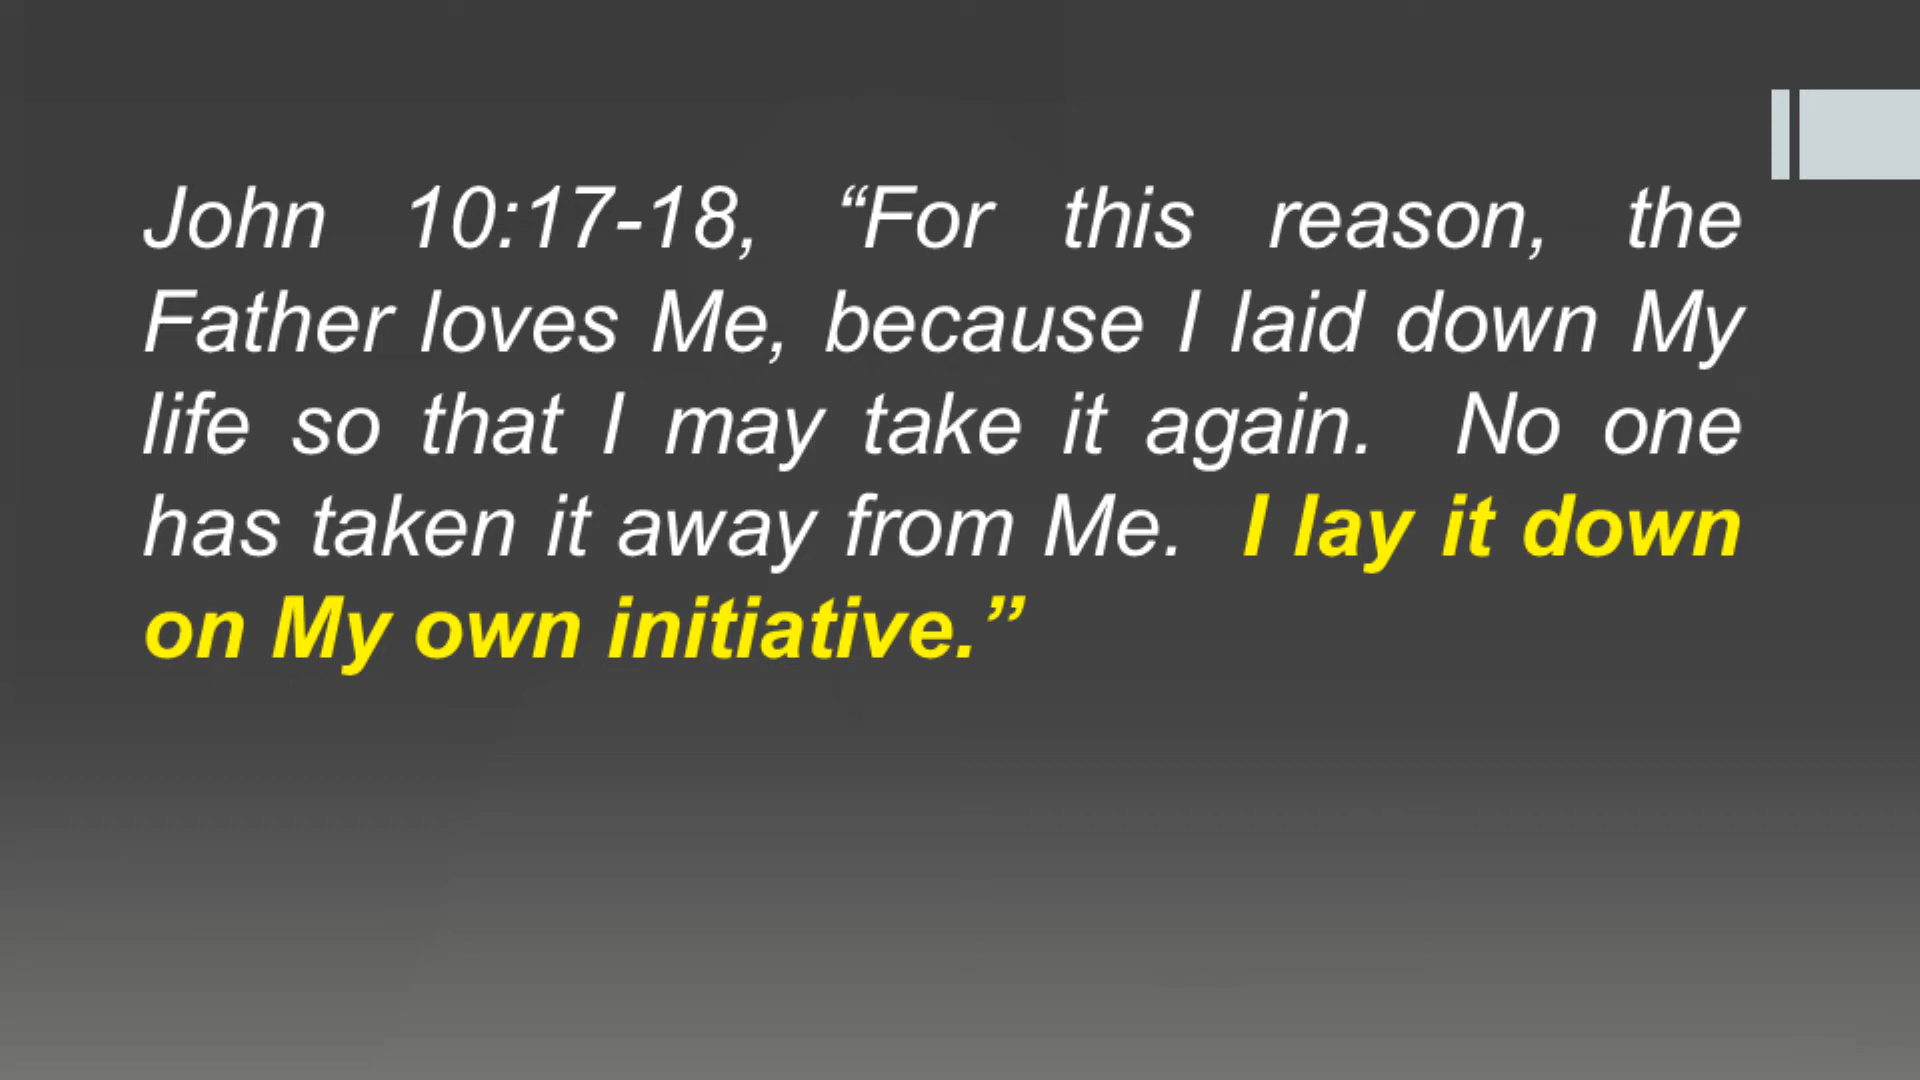 John 10:17-18, “For this reason, the
Father loves Me, because I laid down My
life so that I may take it again. No one
has taken it away from Me. I lay it down
on My own initiative.”